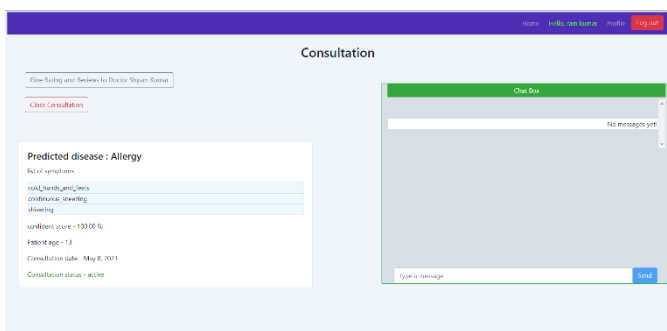 Home Hello, ram kumar Profile Log out
Consultation
Give Rating and Reviews to Doctor Shyam Kumar
Close Consultation
Chat Box
No messages yet!
Predicted disease : Allergy
list of symptoms
cold_hands_and_feets
continuous_sneezing
shivering
confident score - 100.00 %
Patient age - 13
Consultation date - May 8, 2021
Consultation status - active
Type a message
Send